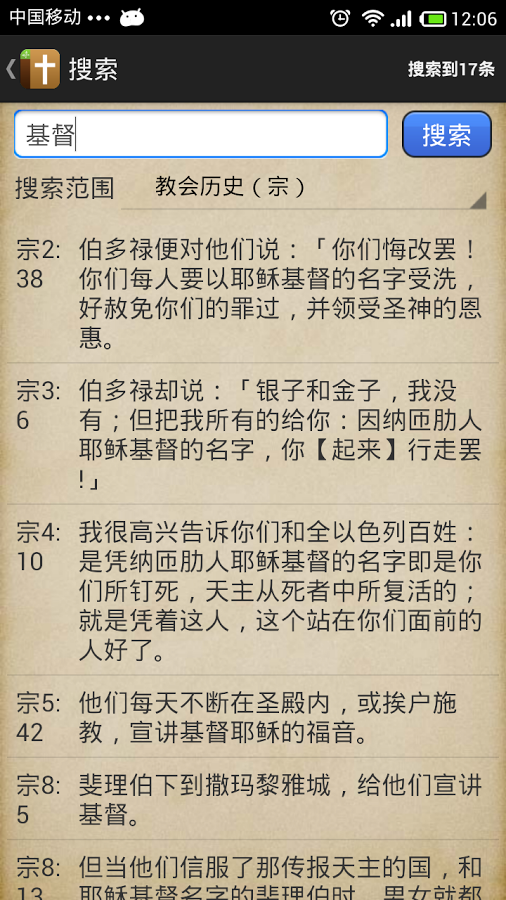 中国移动 ••• 12:06
搜索 搜索到17条
基督 搜索
搜索范围 教会历史（宗）
宗2: 伯多禄便对他们说：「你们悔改罢！
38 你们每人要以耶稣基督的名字受洗，
好赦免你们的罪过，并领受圣神的恩
惠。
宗3: 伯多禄却说：「银子和金子，我没
6 有；但把我所有的给你：因纳匝肋人
耶稣基督的名字，你【起来】行走罢
!」
宗4: 我很高兴告诉你们和全以色列百姓：
10 是凭纳匝肋人耶稣基督的名字即是你
们所钉死，天主从死者中所复活的；
就是凭着这人，这个站在你们面前的
人好了。
宗5: 他们每天不断在圣殿内，或挨户施
42 教，宣讲基督耶稣的福音。
宗8: 斐理伯下到撒玛黎雅城，给他们宣讲
5 基督。
宗8: 但当他们信服了那传报天主的国，和
13 耶稣基督名字的斐理伯时，男女就都